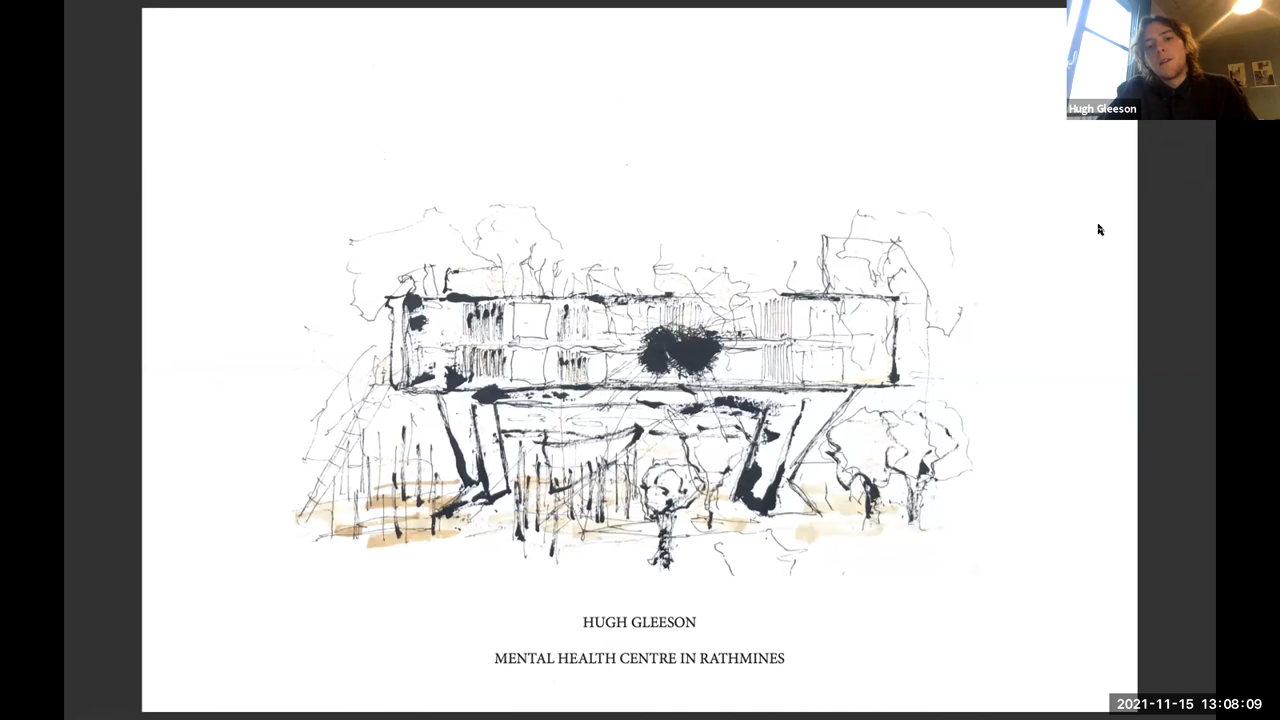 Hugh Gleeson
HUGH GLEESON
MENTAL HEALTH CENTRE IN RATHMINES
2021-11-15 13:08:09